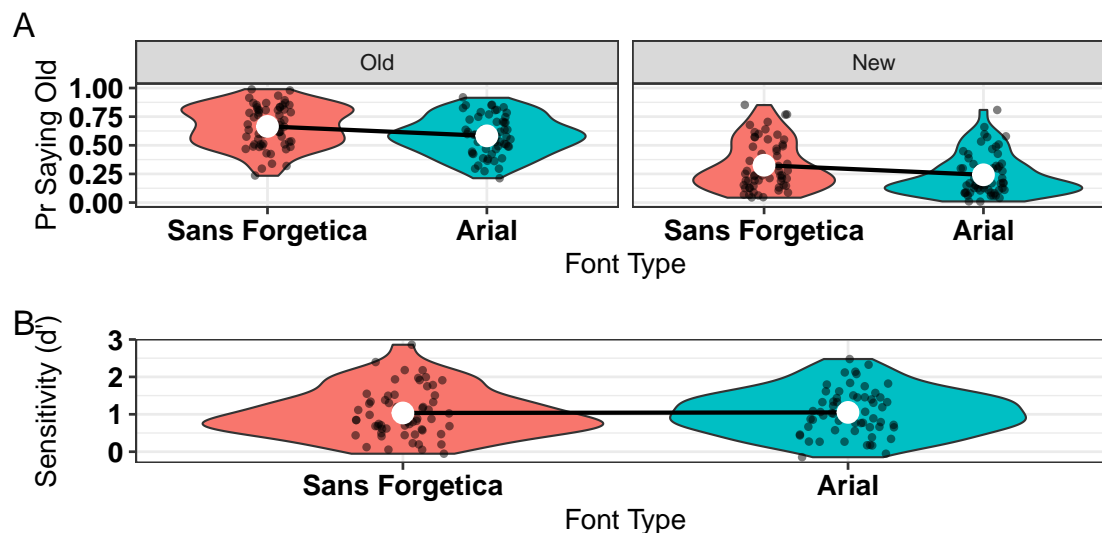 A
Old
New
Pr Saying Old
1.00
0.75
0.50
0.25
0.00
Sans Forgetica
Arial
Sans Forgetica
Arial
Font Type
B
Sensitivity (d')
3
2
1
0
Sans Forgetica
Arial
Font Type